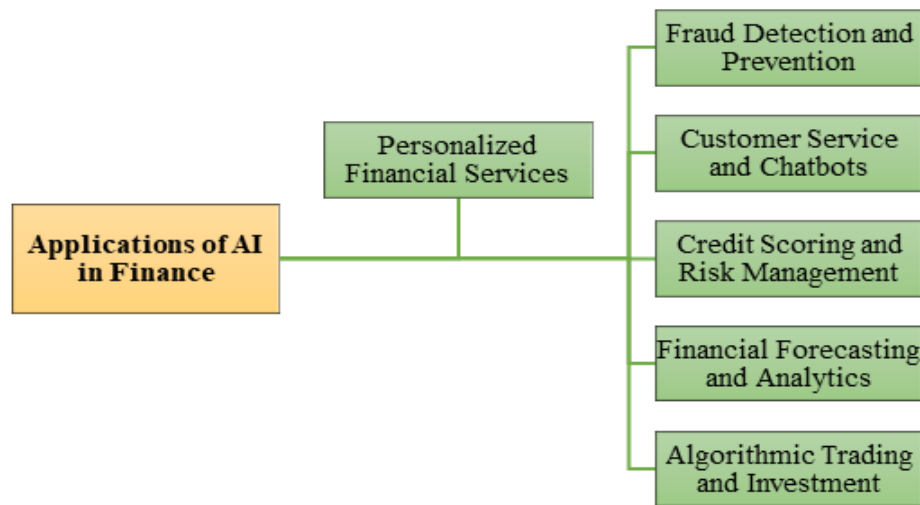 Applications of AI
in Finance
Personalized
Financial Services
Fraud Detection and
Prevention
Customer Service
and Chatbots
Credit Scoring and
Risk Management
Financial Forecasting
and Analytics
Algorithmic Trading
and Investment